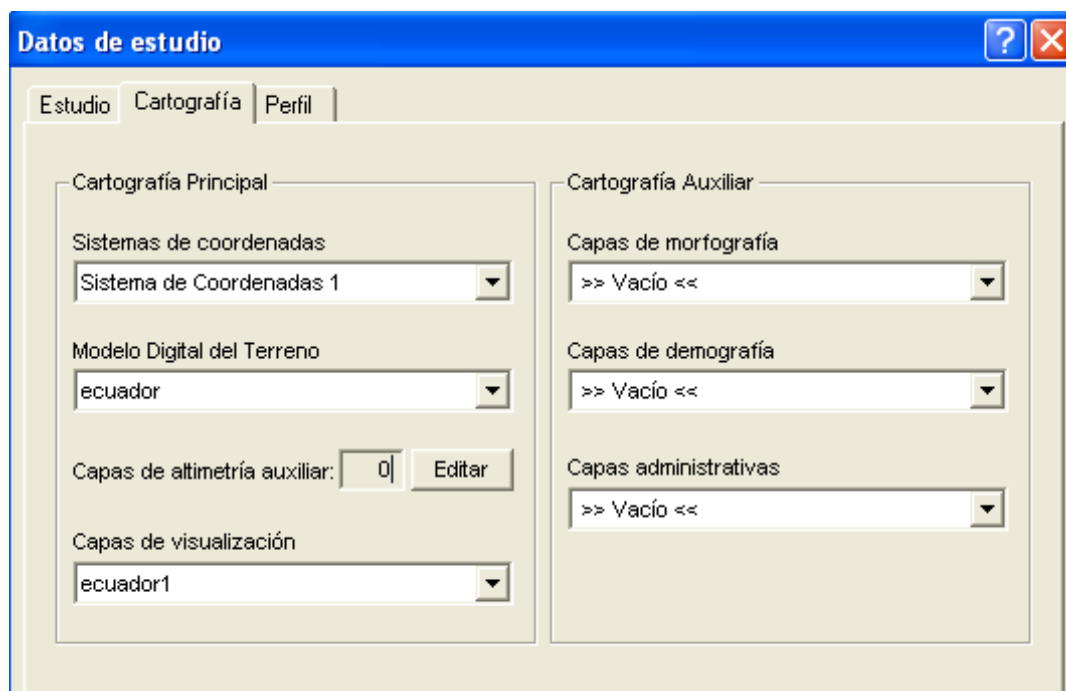 Datos de estudio
Estudio Cartografía Perfil
Cartografía Principal
Sistemas de coordenadas
Sistema de Coordenadas 1
Modelo Digital del Terreno
ecuador
Capas de altimetría auxiliar: 0 Editar
Capas de visualización
ecuador1
Cartografía Auxiliar
Capas de morfografía
>> Vacío <<
Capas de demografía
>> Vacío <<
Capas administrativas
>> Vacío <<